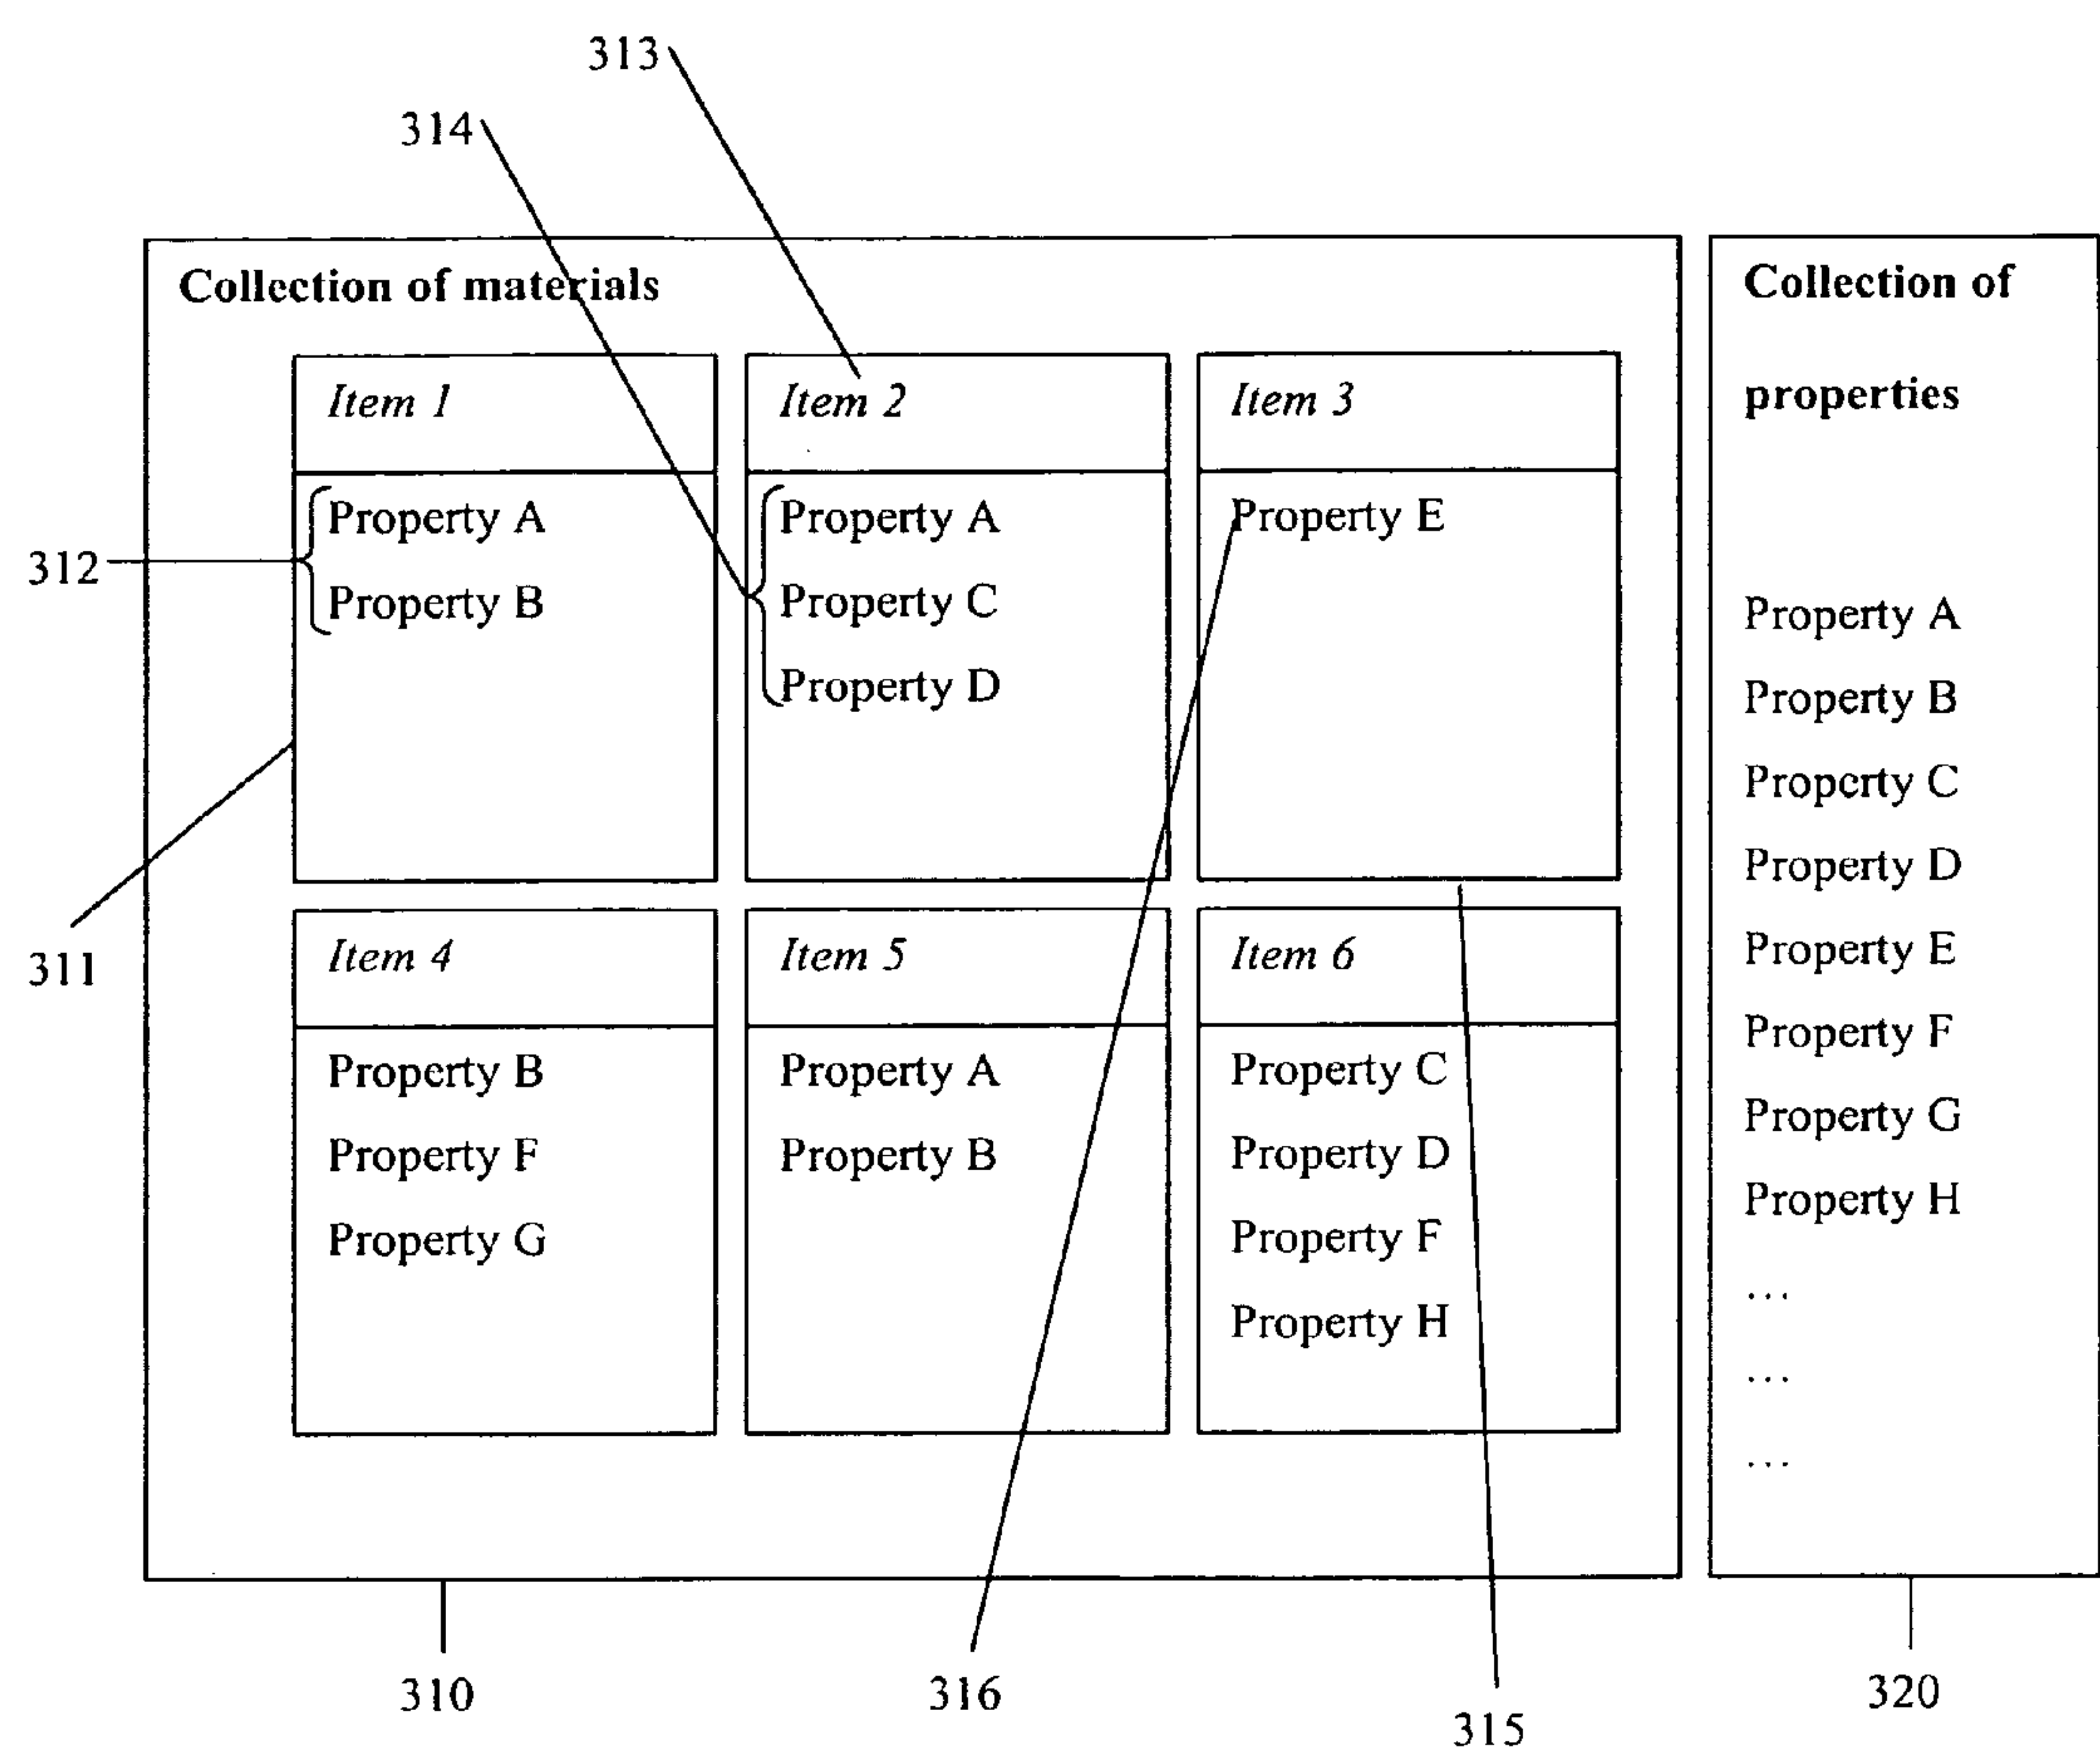 313
314
Collection of materials
Item 1
Property A
Property B
Item 2
Property A
Property C
Property D
Item 3
Property E
312
311
Item 4
Property B
Property F
Property G
Item 5
Property A
Property B
Item 6
Property C
Property D
Property F
Property H
Collection of
properties
Property A
Property B
Property C
Property D
Property E
Property F
Property G
Property H
...
...
...
310
316
315
320